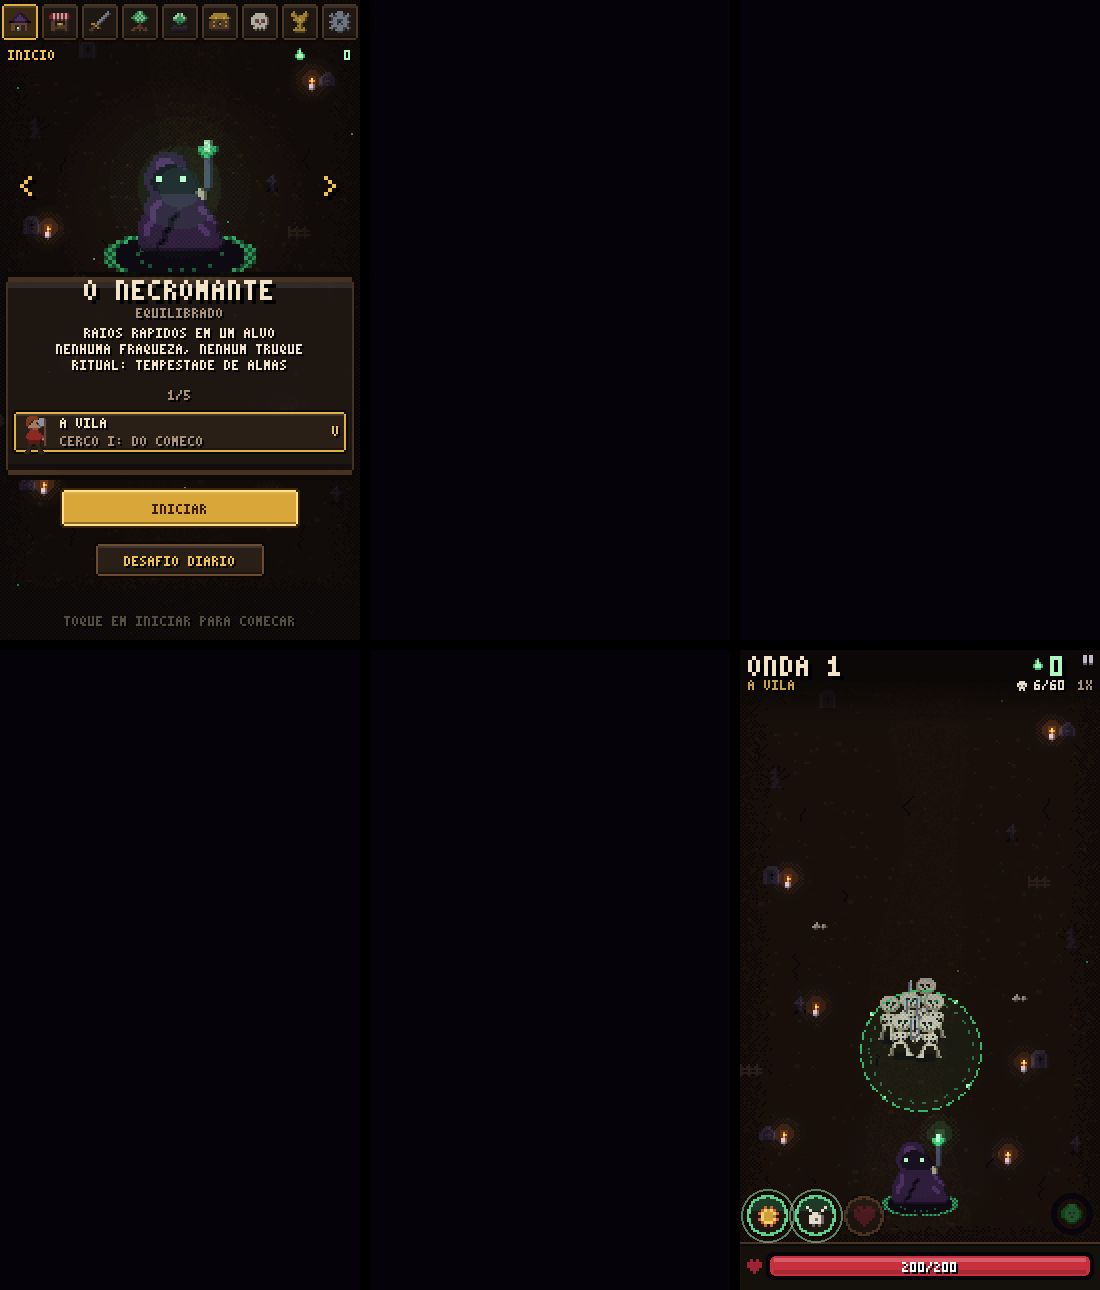 INICIO
0
O NECROMANTE
EQUILIBRADO
RAIOS RAPIDOS EM UM ALVO
NENHUMA FRAQUEZA, NENHUM TRUQUE
RITUAL: TEMPESTADE DE ALMAS
1/5
A VILA
CERCO I: DO COMECO
V
INICIAR
DESAFIO DIARIO
TOQUE EM INICIAR PARA COMECAR
ONDA 1
0
A VILA
6/60 1X
200/200